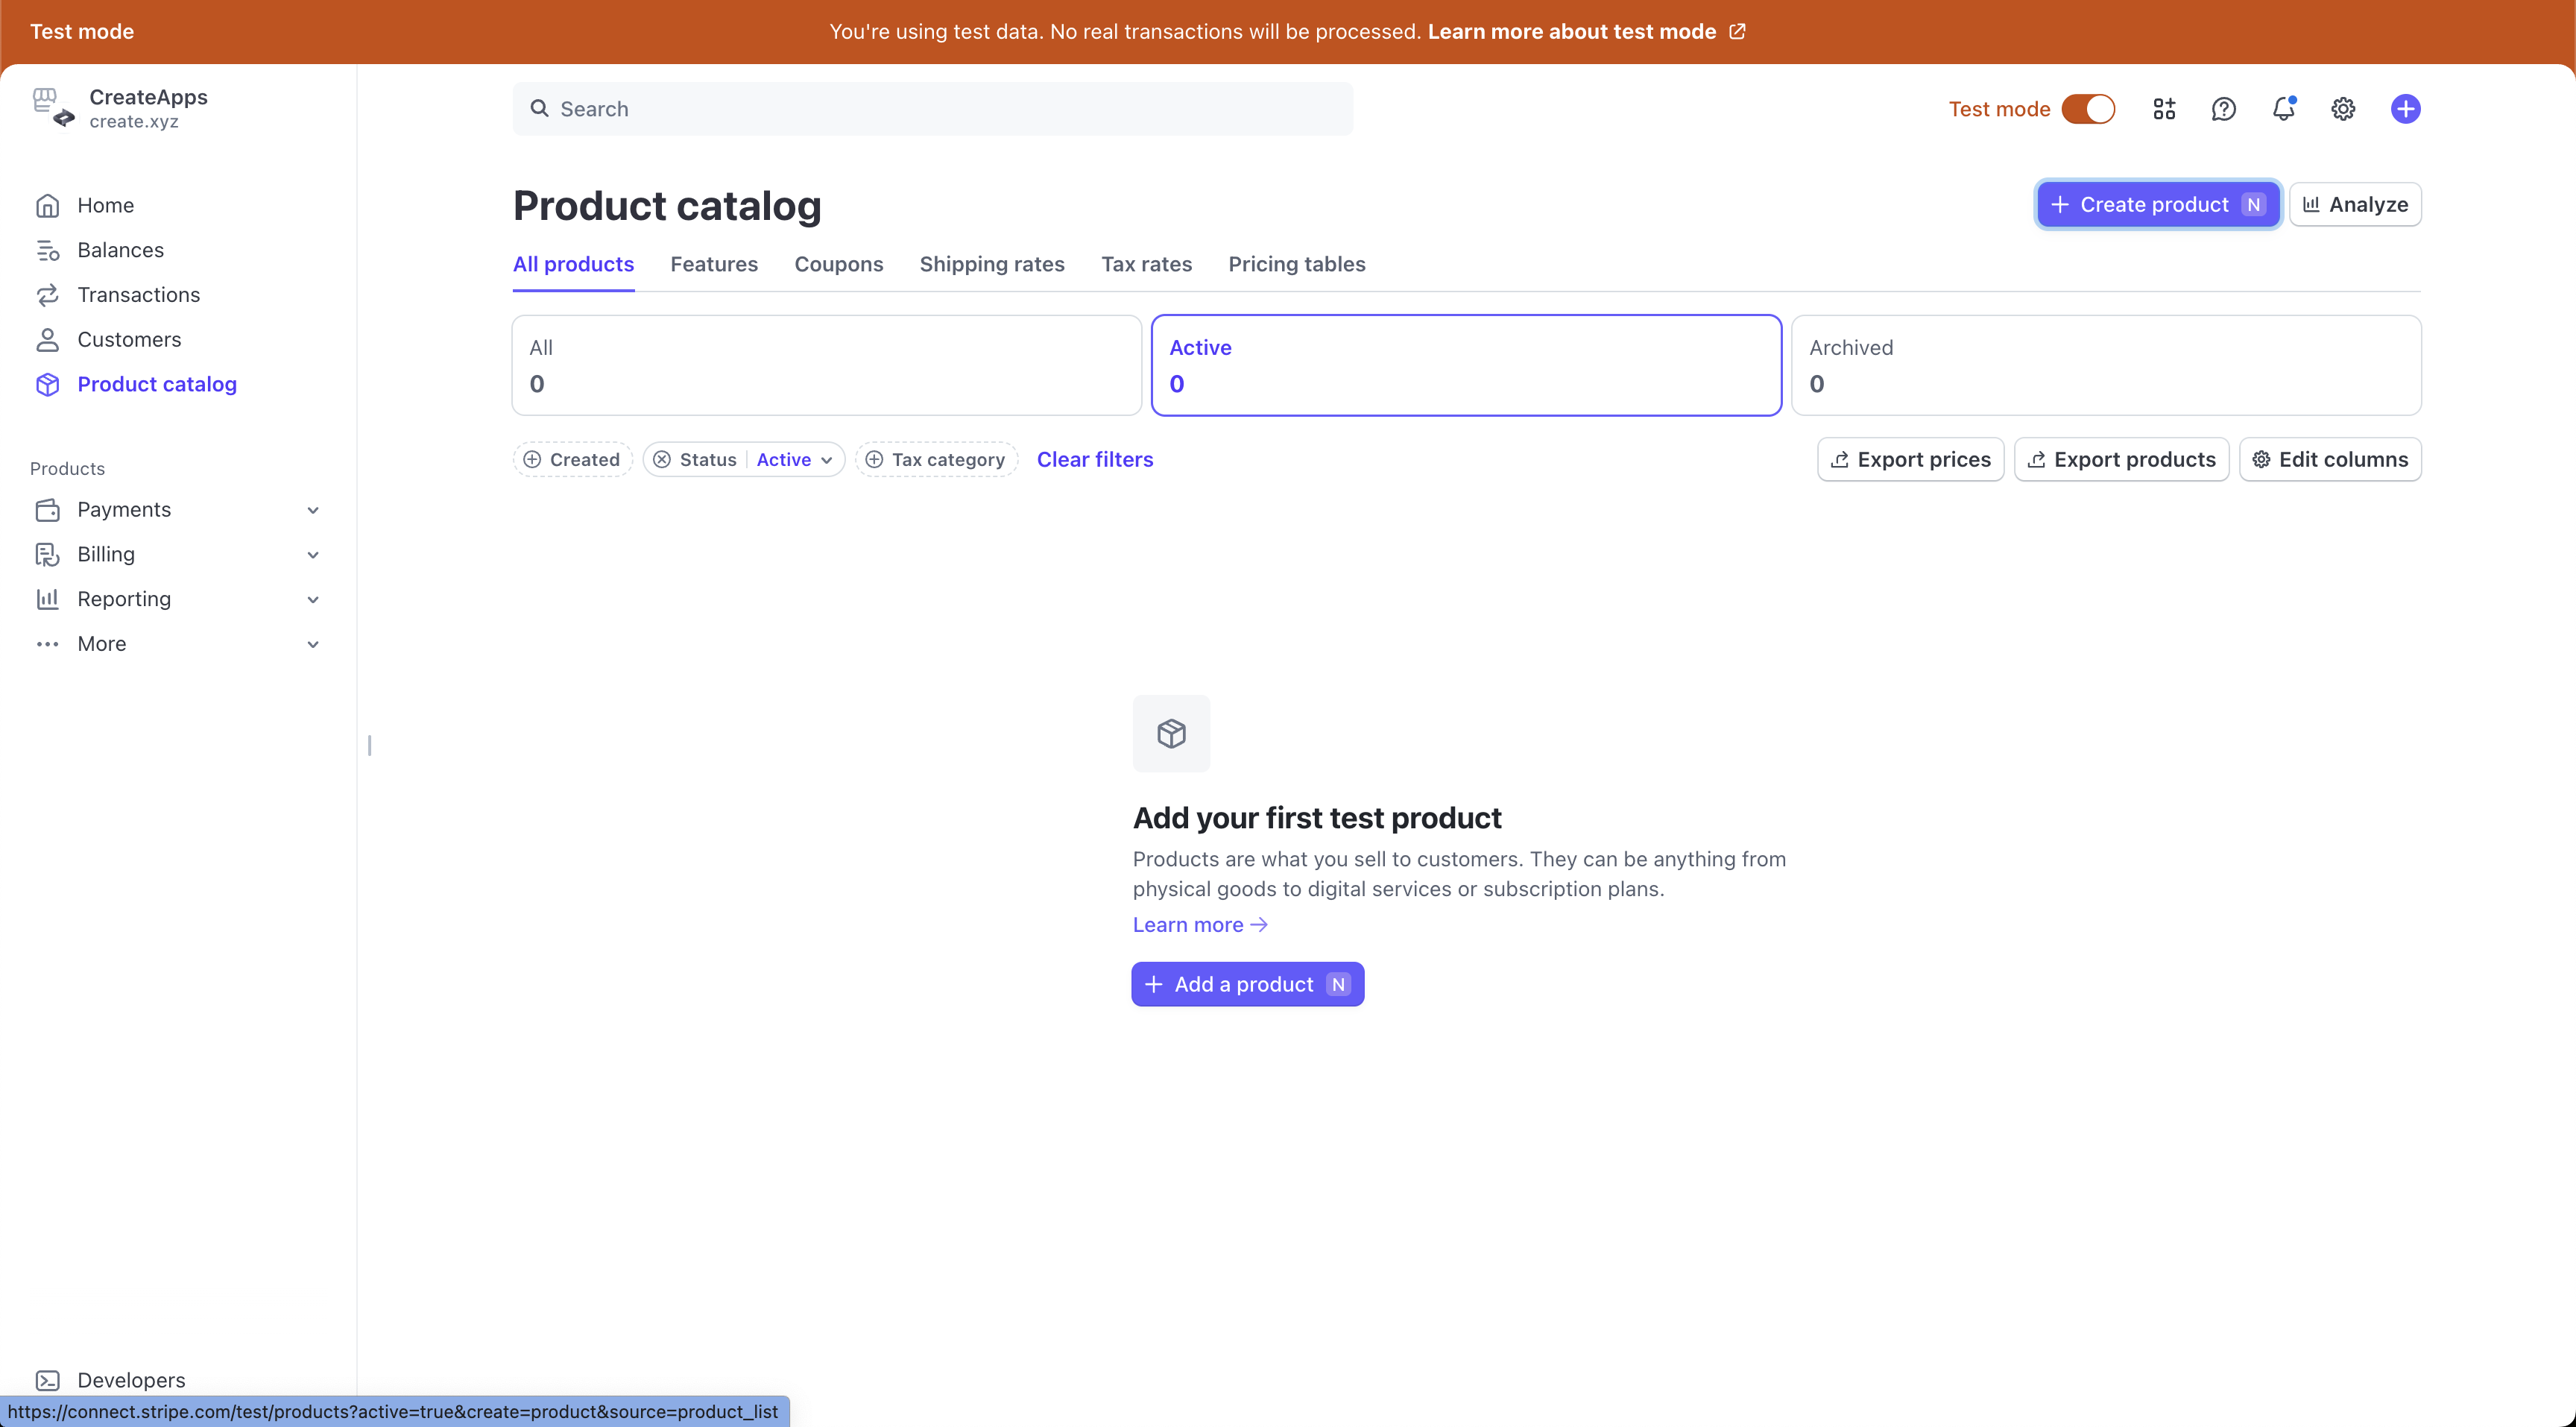 Test mode
You're using test data. No real transactions will be processed. Learn more about test mode
CreateApps
create.xyz
Search
Test mode
Home
Balances
Transactions
Customers
Product catalog
Products
Payments
Billing
Reporting
More
Developers
Product catalog
Create product N
Analyze
All products Features Coupons Shipping rates Tax rates Pricing tables
All
0
Active
0
Archived
0
Created
Status Active
Tax category
Clear filters
Export prices
Export products
Edit columns
Add your first test product
Products are what you sell to customers. They can be anything from
physical goods to digital services or subscription plans.
Learn more
Add a product N
https://connect.stripe.com/test/products?active=true&create=product&source=product_list